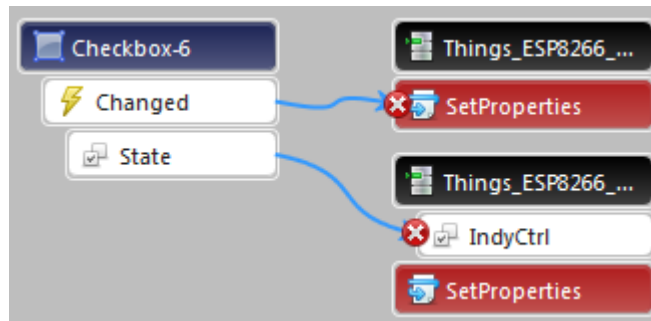 Checkbox-6
Changed
State
Things_ESP8266_...
SetProperties
Things_ESP8266_...
IndyCtrl
SetProperties